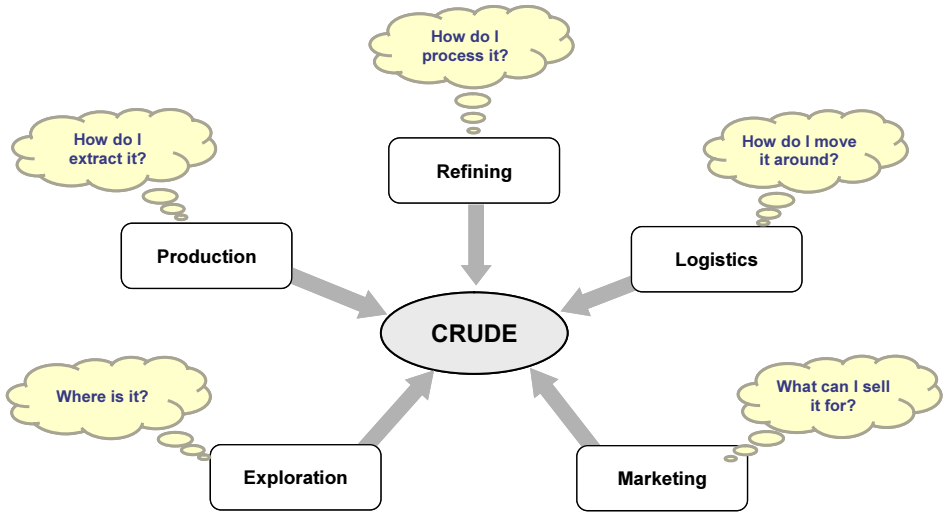 How do I
process it?
Refining
How do I
extract it?
Production
How do I move
it around?
Logistics
CRUDE
Where is it?
Exploration
What can I sell
it for?
Marketing